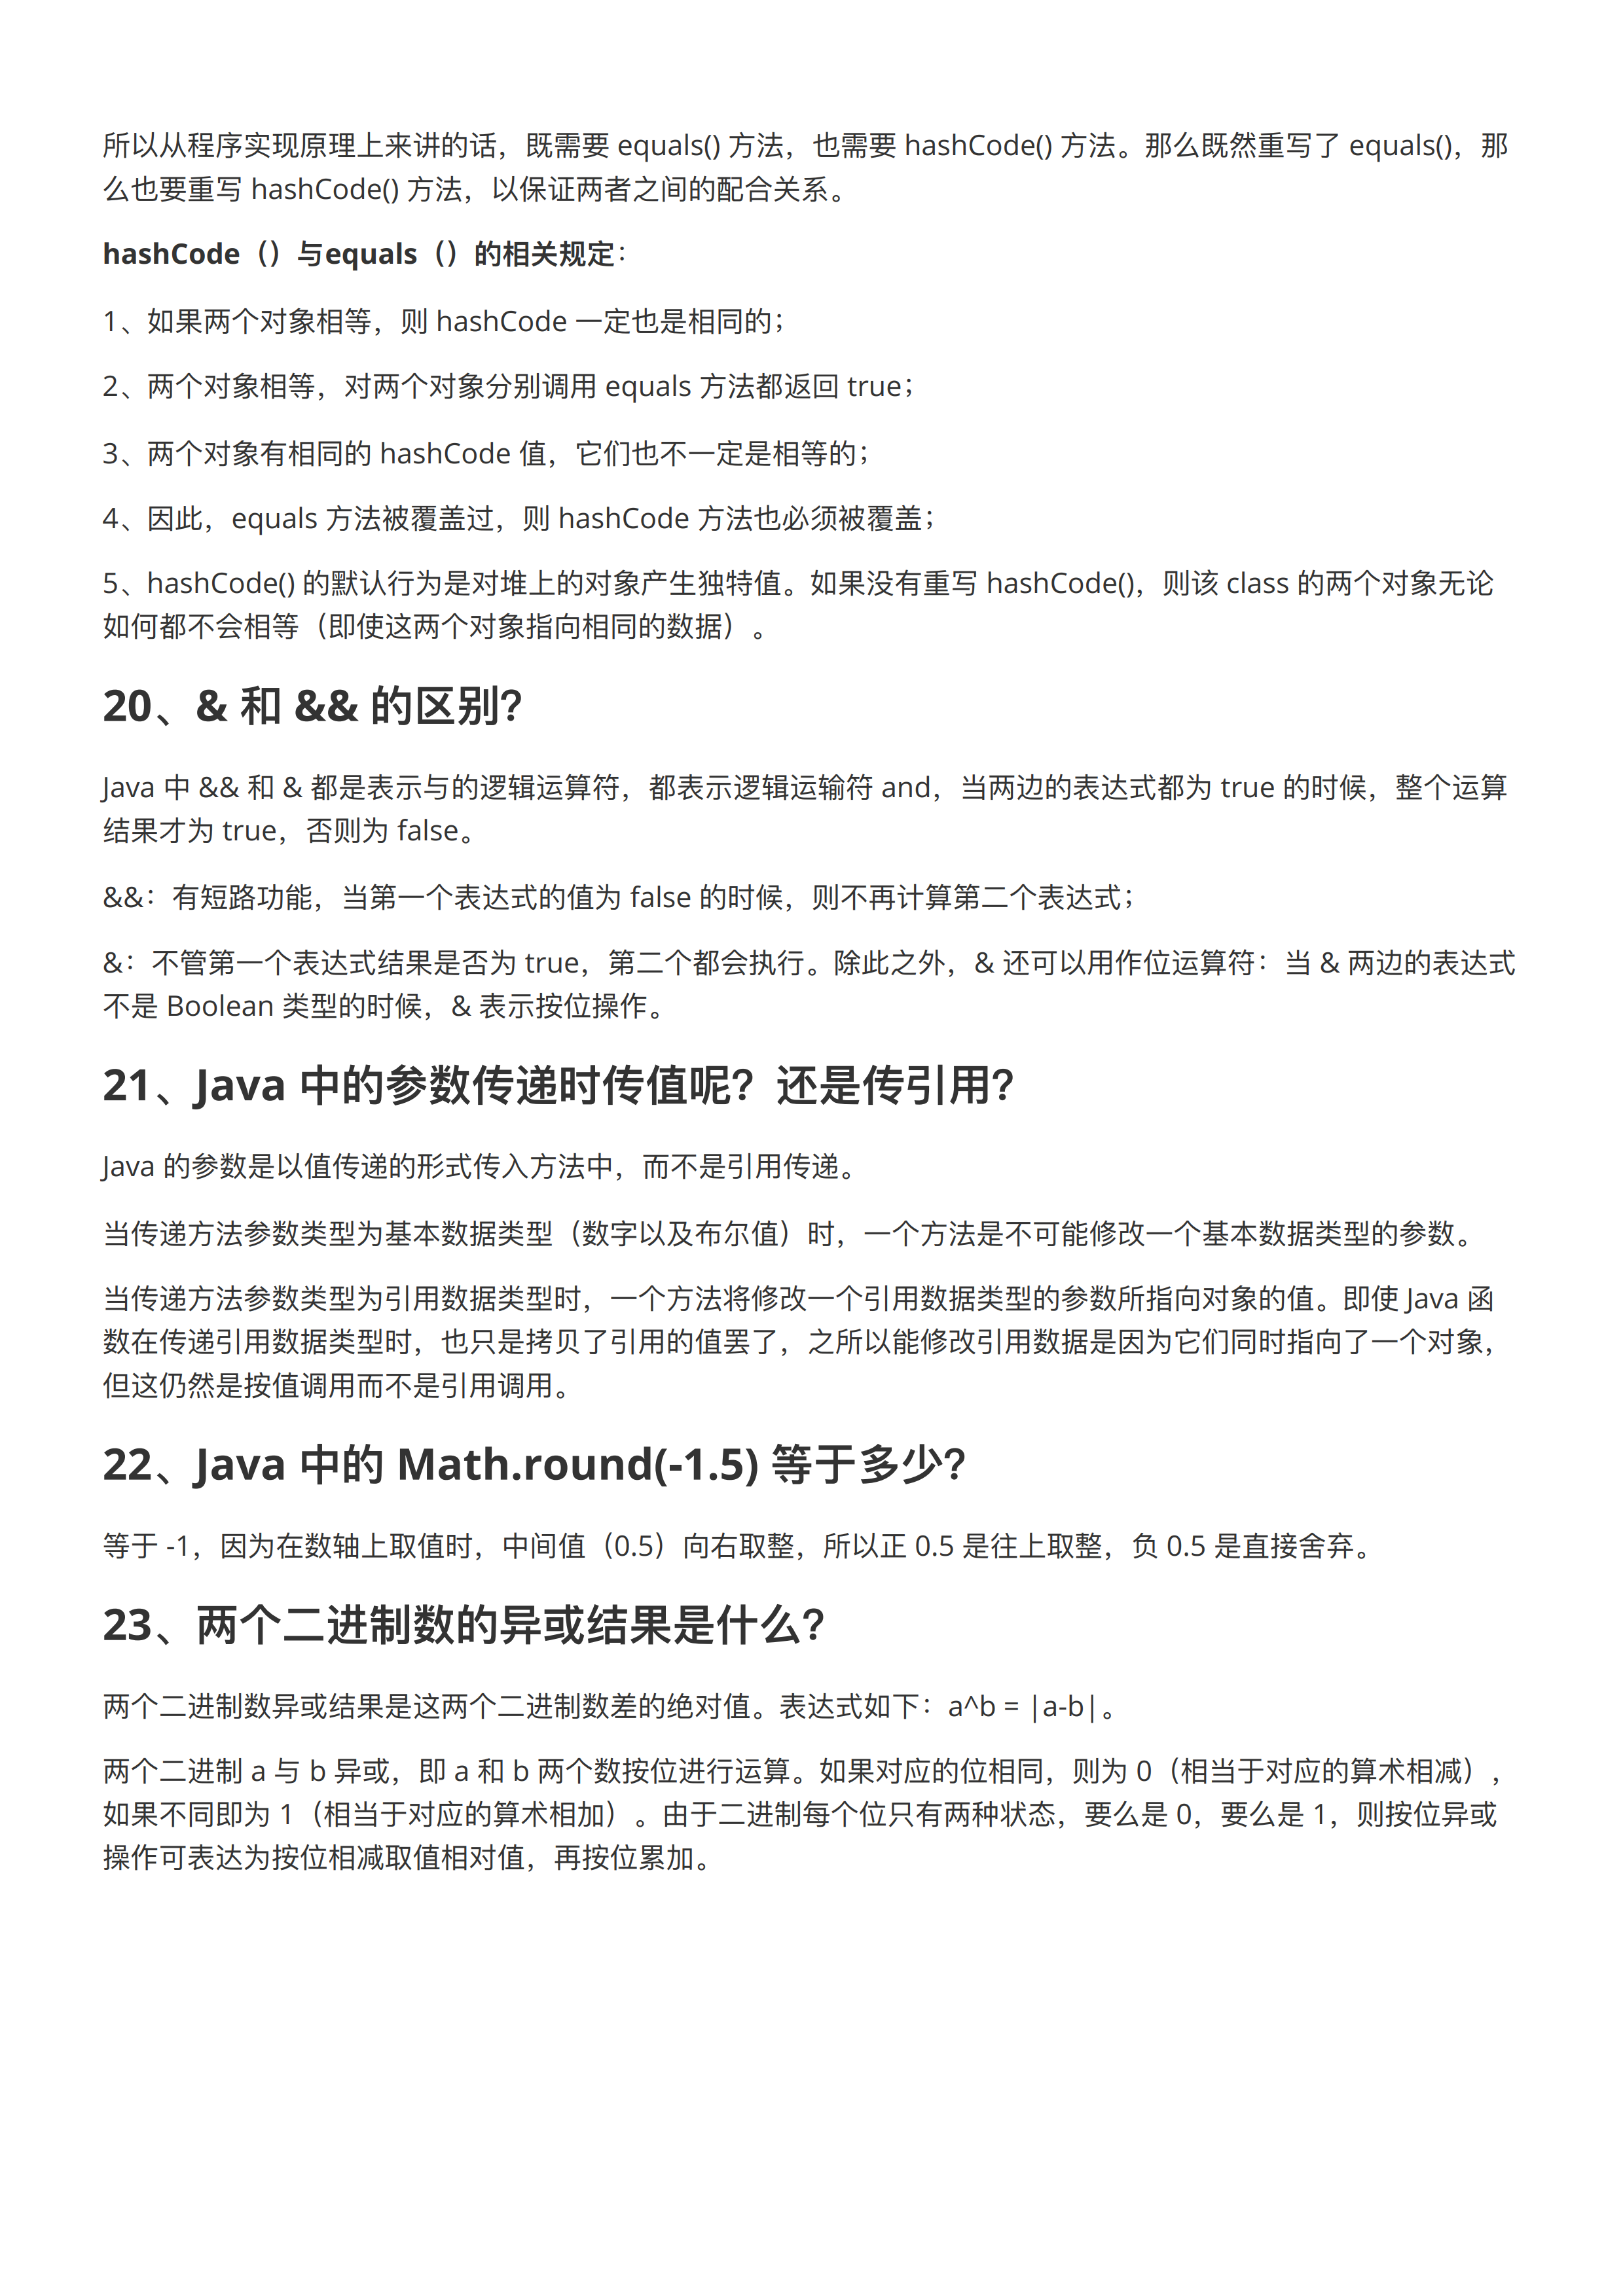 所以从程序实现原理上来讲的话，既需要 equals() 方法，也需要 hashCode() 方法。那么既然重写了 equals()，那
么也要重写 hashCode() 方法，以保证两者之间的配合关系。
hashCode（）与equals（）的相关规定：
1、如果两个对象相等，则 hashCode 一定也是相同的；
2、两个对象相等，对两个对象分别调用 equals 方法都返回 true；
3、两个对象有相同的 hashCode 值，它们也不一定是相等的；
4、因此，equals 方法被覆盖过，则 hashCode 方法也必须被覆盖；
5、hashCode() 的默认行为是对堆上的对象产生独特值。如果没有重写 hashCode()，则该 class 的两个对象无论
如何都不会相等（即使这两个对象指向相同的数据）。
20、& 和 && 的区别？
Java 中 && 和 & 都是表示与的逻辑运算符，都表示逻辑运输符 and，当两边的表达式都为 true 的时候，整个运算
结果才为 true，否则为 false。
&&：有短路功能，当第一个表达式的值为 false 的时候，则不再计算第二个表达式；
&：不管第一个表达式结果是否为 true，第二个都会执行。除此之外，& 还可以用作位运算符：当 & 两边的表达式
不是 Boolean 类型的时候，& 表示按位操作。
21、Java 中的参数传递时传值呢？还是传引用？
Java 的参数是以值传递的形式传入方法中，而不是引用传递。
当传递方法参数类型为基本数据类型（数字以及布尔值）时，一个方法是不可能修改一个基本数据类型的参数。
当传递方法参数类型为引用数据类型时，一个方法将修改一个引用数据类型的参数所指向对象的值。即使 Java 函
数在传递引用数据类型时，也只是拷贝了引用的值罢了，之所以能修改引用数据是因为它们同时指向了一个对象，
但这仍然是按值调用而不是引用调用。
22、Java 中的 Math.round(-1.5) 等于多少？
等于 -1，因为在数轴上取值时，中间值（0.5）向右取整，所以正 0.5 是往上取整，负 0.5 是直接舍弃。
23、两个二进制数的异或结果是什么？
两个二进制数异或结果是这两个二进制数差的绝对值。表达式如下：a^b = |a-b|。
两个二进制 a 与 b 异或，即 a 和 b 两个数按位进行运算。如果对应的位相同，则为 0（相当于对应的算术相减），
如果不同即为 1（相当于对应的算术相加）。由于二进制每个位只有两种状态，要么是 0，要么是 1，则按位异或
操作可表达为按位相减取值相对值，再按位累加。